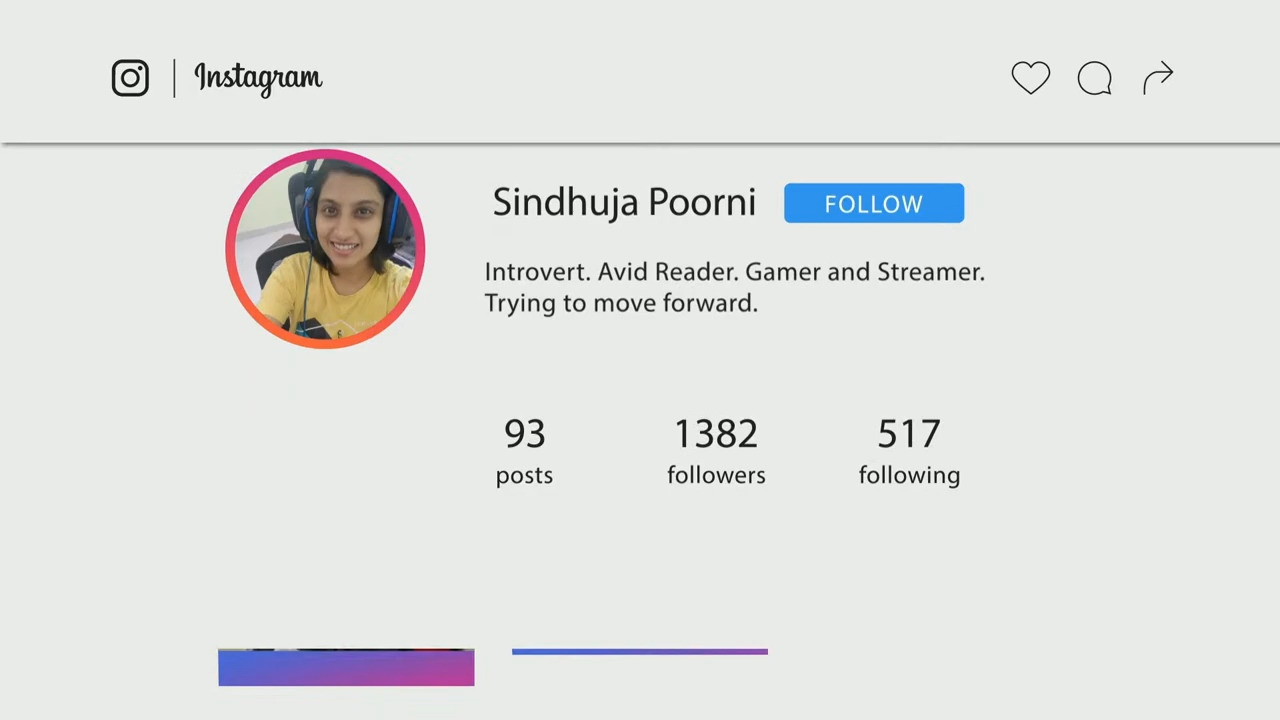 Instagram
Sindhuja Poorni
FOLLOW
Introvert. Avid Reader. Gamer and Streamer.
Trying to move forward.
93 1382 517
posts followers following